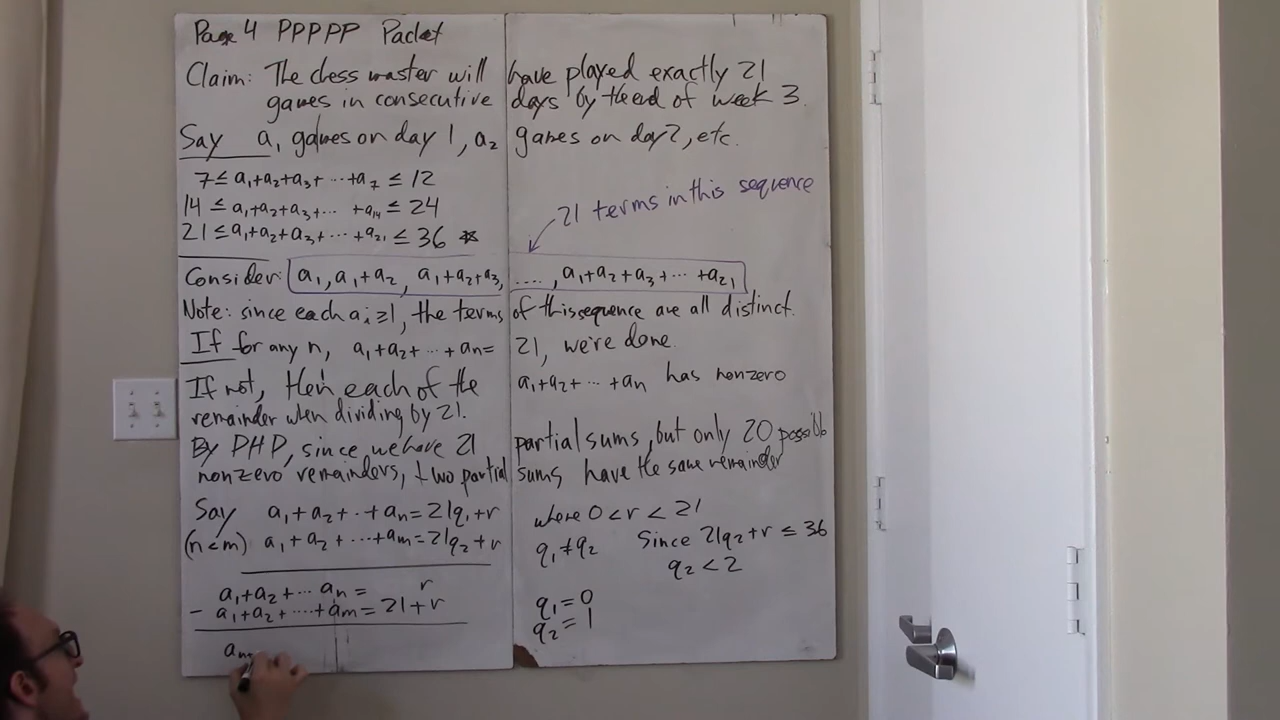 Page 4 PPPPP Packet
Claim: The chess master will have played exactly 21
games in consecutive days by the end of week 3.
Say a₁ games on day 1, a₂ games on day 2, etc.
7 ≤ a₁+a₂+a₃+ ⋯ +a₇ ≤ 12
14 ≤ a₁+a₂+a₃+ ⋯ +a₁₄ ≤ 24
21 ≤ a₁+a₂+a₃+ ⋯ +a₂₁ ≤ 36 *
21 terms in this sequence
Consider: a₁, a₁+a₂, a₁+a₂+a₃, ...., a₁+a₂+a₃+ ⋯ +a₂₁
Note: since each aᵢ≥1, the terms of this sequence are all distinct.
If for any n, a₁+a₂+ ⋯ +aₙ= 21, we're done.
If not, then each of the a₁+a₂+ ⋯ +aₙ has nonzero
remainder when dividing by 21.
By PHP, since we have 21 partial sums, but only 20 possible
nonzero remainders, two partial sums have the same remainder
Say a₁+a₂+ ⋯ +aₙ=21q₁+r where 0<r<21
(n<m) a₁+a₂+ ⋯ +aₘ=21q₂+r q₁≠q₂ Since 21q₂+r ≤ 36
q₂<2
a₁+a₂+ ⋯ aₙ= r
− a₁+a₂+ ⋯ +aₘ= 21+r
q₁=0
q₂=1
aₙ₊